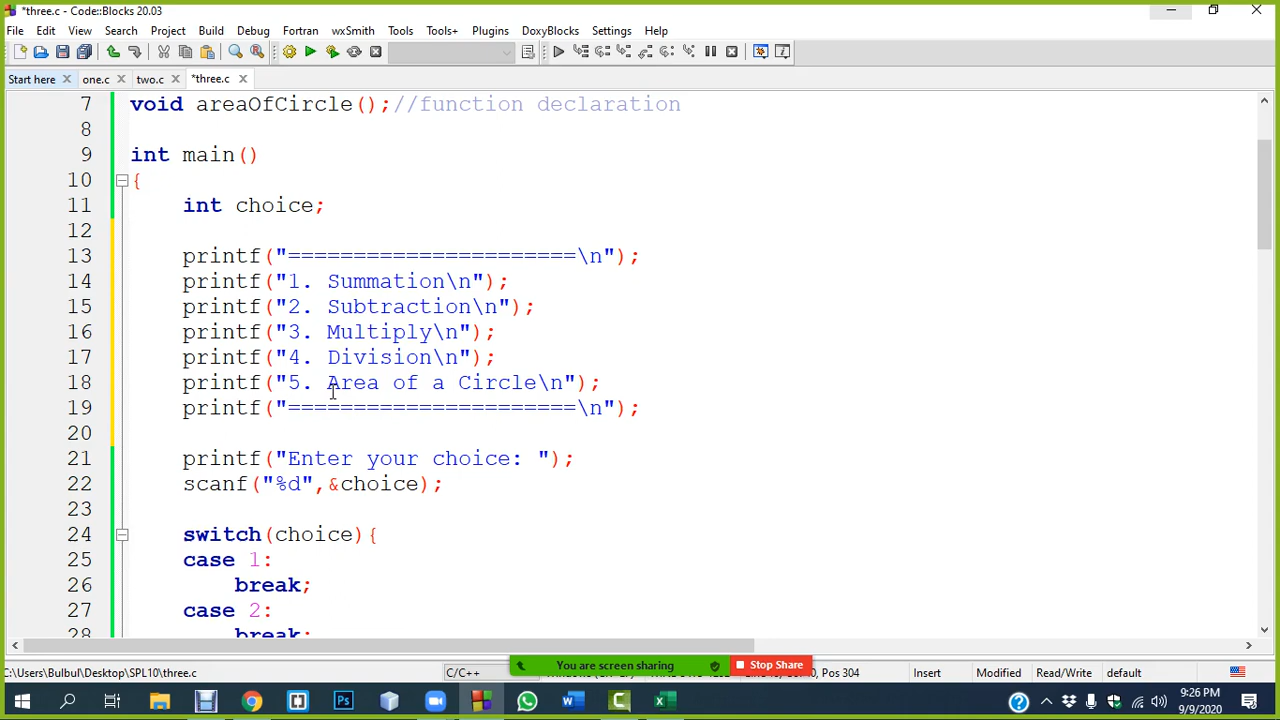 *three.c - Code::Blocks 20.03
File Edit View Search Project Build Debug Fortran wxSmith Tools Tools+ Plugins DoxyBlocks Settings Help
Start here one.c two.c *three.c
7 void areaOfCircle();//function declaration
8
9 int main()
10 {
11 int choice;
12
13 printf("======================\n");
14 printf("1. Summation\n");
15 printf("2. Subtraction\n");
16 printf("3. Multiply\n");
17 printf("4. Division\n");
18 printf("5. Area of a Circle\n");
19 printf("======================\n");
20
21 printf("Enter your choice: ");
22 scanf("%d",&choice);
23
24 switch(choice){
25 case 1:
26 break;
27 case 2:
28 break;
You are screen sharing Stop Share
C:\Users\Bulbul\Desktop\SPL10\three.c C/C++ Pos 304 Insert Modified Read/Write default
9:26 PM
9/9/2020